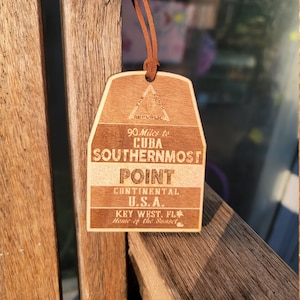 90 Miles to
CUBA
SOUTHERNMOST
POINT
CONTINENTAL
U.S.A.
KEY WEST, FL
Home of the Sunset